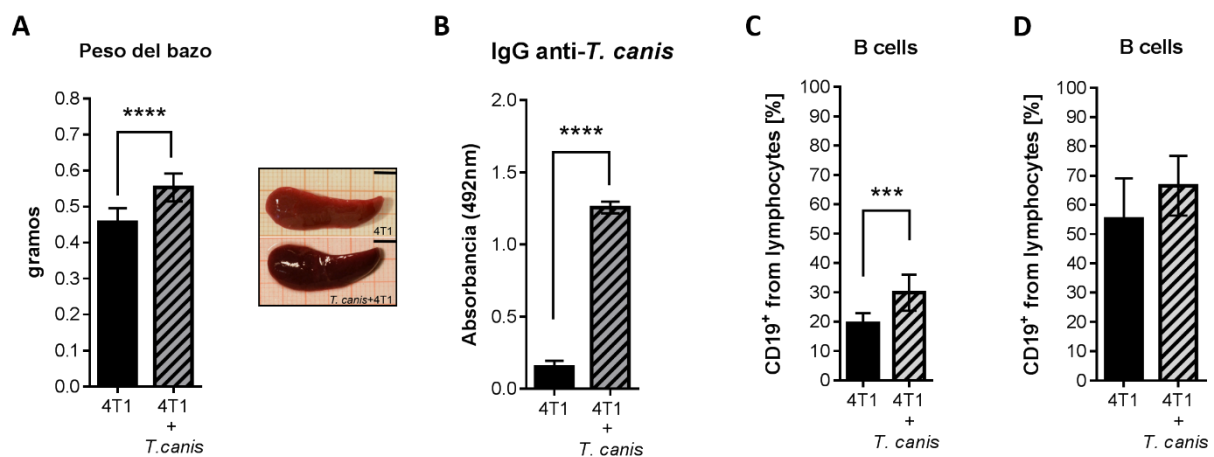 A
Peso del bazo
gramos
0.8
0.7
0.6
0.5
0.4
0.3
0.2
0.1
0.0
****
4T1
4T1
+
T.canis
4T1
T. canis+4T1
B
IgG anti-T. canis
Absorbancia (492nm)
2.0
1.5
1.0
0.5
0.0
****
4T1
4T1
+
T. canis
C
B cells
CD19⁺ from lymphocytes [%]
100
90
80
70
60
50
40
30
20
10
0
***
4T1
4T1
+
T. canis
D
B cells
CD19⁺ from lymphocytes [%]
100
90
80
70
60
50
40
30
20
10
0
4T1
4T1
+
T. canis